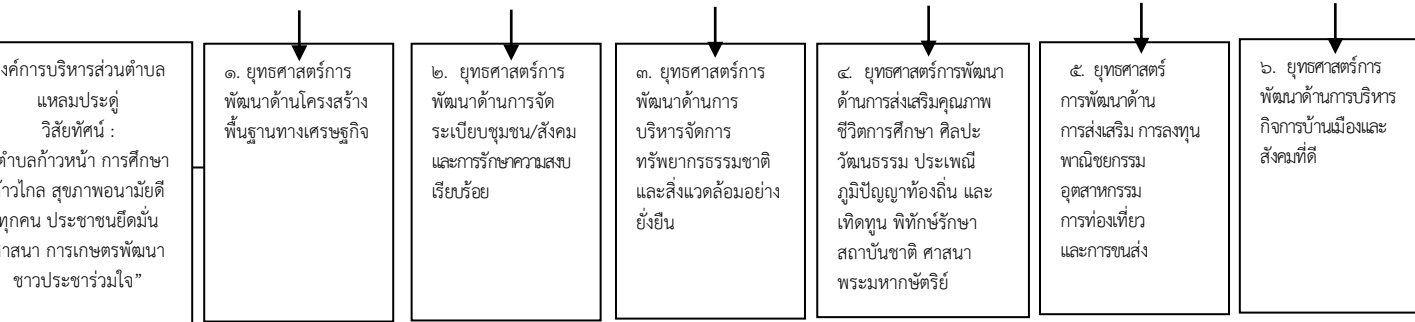 งค์การบริหารส่วนตำบล
แหลมประดู่
วิสัยทัศน์ :
ตำบลก้าวหน้า การศึกษา
าวไกล สุขภาพอนามัยดี
ทุกคน ประชาชนยึดมั่น
าสนา การเกษตรพัฒนา
ชาวประชาร่วมใจ”
๑. ยุทธศาสตร์การ
พัฒนาด้านโครงสร้าง
พื้นฐานทางเศรษฐกิจ
๒. ยุทธศาสตร์การ
พัฒนาด้านการจัด
ระเบียบชุมชน/สังคม
และการรักษาความสงบ
เรียบร้อย
๓. ยุทธศาสตร์การ
พัฒนาด้านการ
บริหารจัดการ
ทรัพยากรธรรมชาติ
และสิ่งแวดล้อมอย่าง
ยั่งยืน
๔. ยุทธศาสตร์การพัฒนา
ด้านการส่งเสริมคุณภาพ
ชีวิตการศึกษา ศิลปะ
วัฒนธรรม ประเพณี
ภูมิปัญญาท้องถิ่น และ
เทิดทูน พิทักษ์รักษา
สถาบันชาติ ศาสนา
พระมหากษัตริย์
๕. ยุทธศาสตร์
การพัฒนาด้าน
การส่งเสริม การลงทุน
พาณิชยกรรม
อุตสาหกรรม
การท่องเที่ยว
และการขนส่ง
๖. ยุทธศาสตร์การ
พัฒนาด้านการบริหาร
กิจการบ้านเมืองและ
สังคมที่ดี